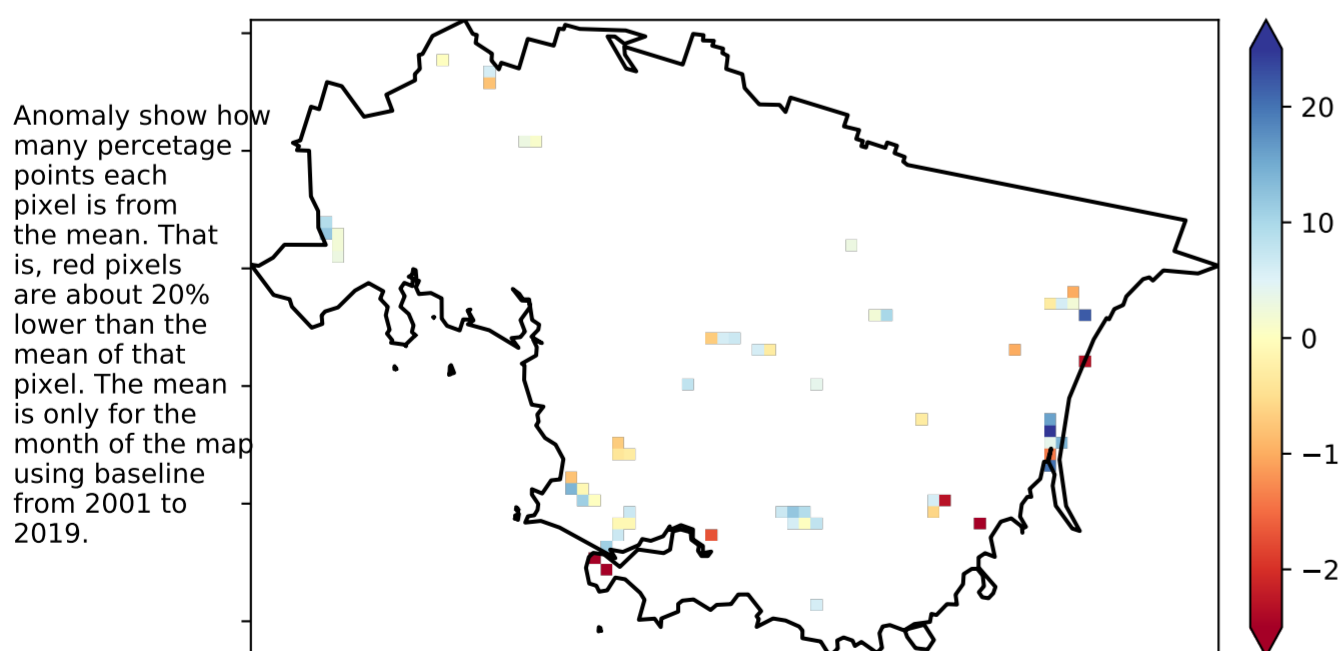 Anomaly show how
many percetage
points each
pixel is from
the mean. That
is, red pixels
are about 20%
lower than the
mean of that
pixel. The mean
is only for the
month of the map
using baseline
from 2001 to
2019.
20
10
0
−1
−2